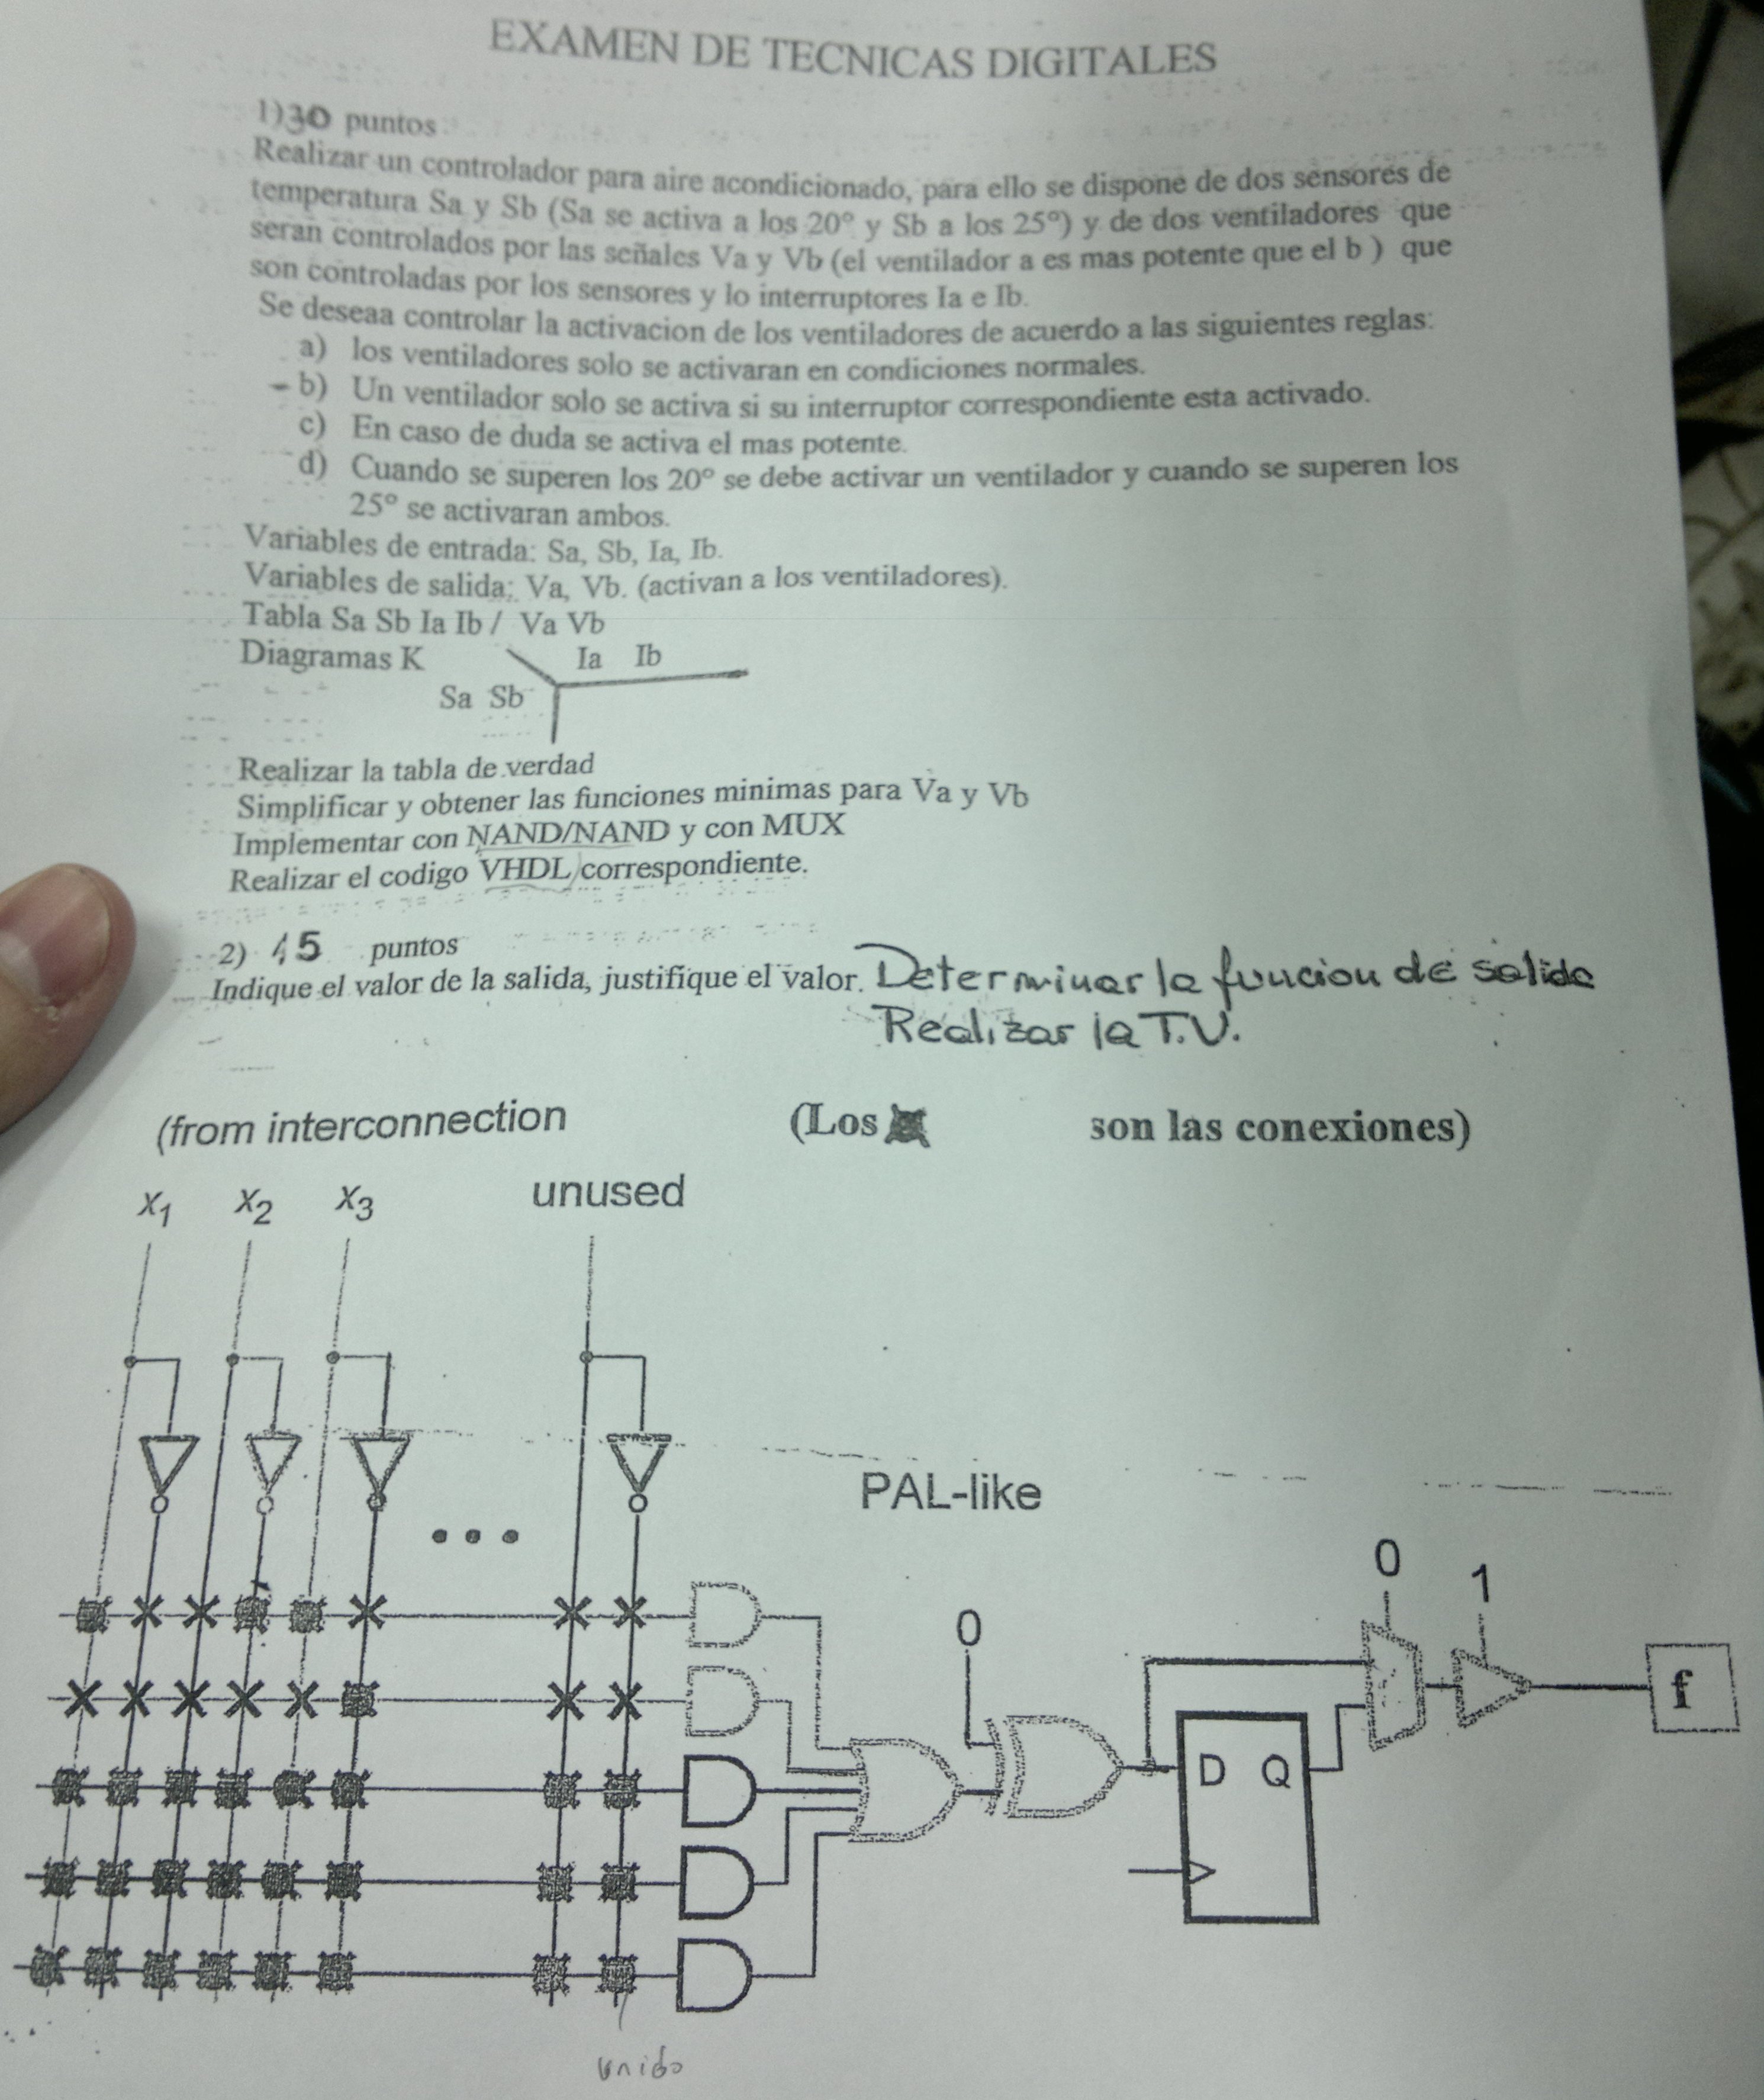 EXAMEN DE TECNICAS DIGITALES
1)30 puntos
Realizar un controlador para aire acondicionado, para ello se dispone de dos sensores de
temperatura Sa y Sb (Sa se activa a los 20° y Sb a los 25°) y de dos ventiladores que
seran controlados por las señales Va y Vb (el ventilador a es mas potente que el b ) que
son controladas por los sensores y lo interruptores Ia e Ib.
Se deseaa controlar la activacion de los ventiladores de acuerdo a las siguientes reglas:
a) los ventiladores solo se activaran en condiciones normales.
b) Un ventilador solo se activa si su interruptor correspondiente esta activado.
c) En caso de duda se activa el mas potente.
d) Cuando se superen los 20° se debe activar un ventilador y cuando se superen los
25° se activaran ambos.
Variables de entrada: Sa, Sb, Ia, Ib.
Variables de salida: Va, Vb. (activan a los ventiladores).
Tabla Sa Sb Ia Ib / Va Vb
Diagramas K Ia Ib
Sa Sb
Realizar la tabla de verdad
Simplificar y obtener las funciones minimas para Va y Vb
Implementar con NAND/NAND y con MUX
Realizar el codigo VHDL correspondiente.
2) 15 puntos
Indique el valor de la salida, justifique el valor. Determinar la funcion de salida
Realizar la T.V.
(from interconnection (Los son las conexiones)
x1 x2 x3 unused
PAL-like
0 1
0
f
D Q
unido